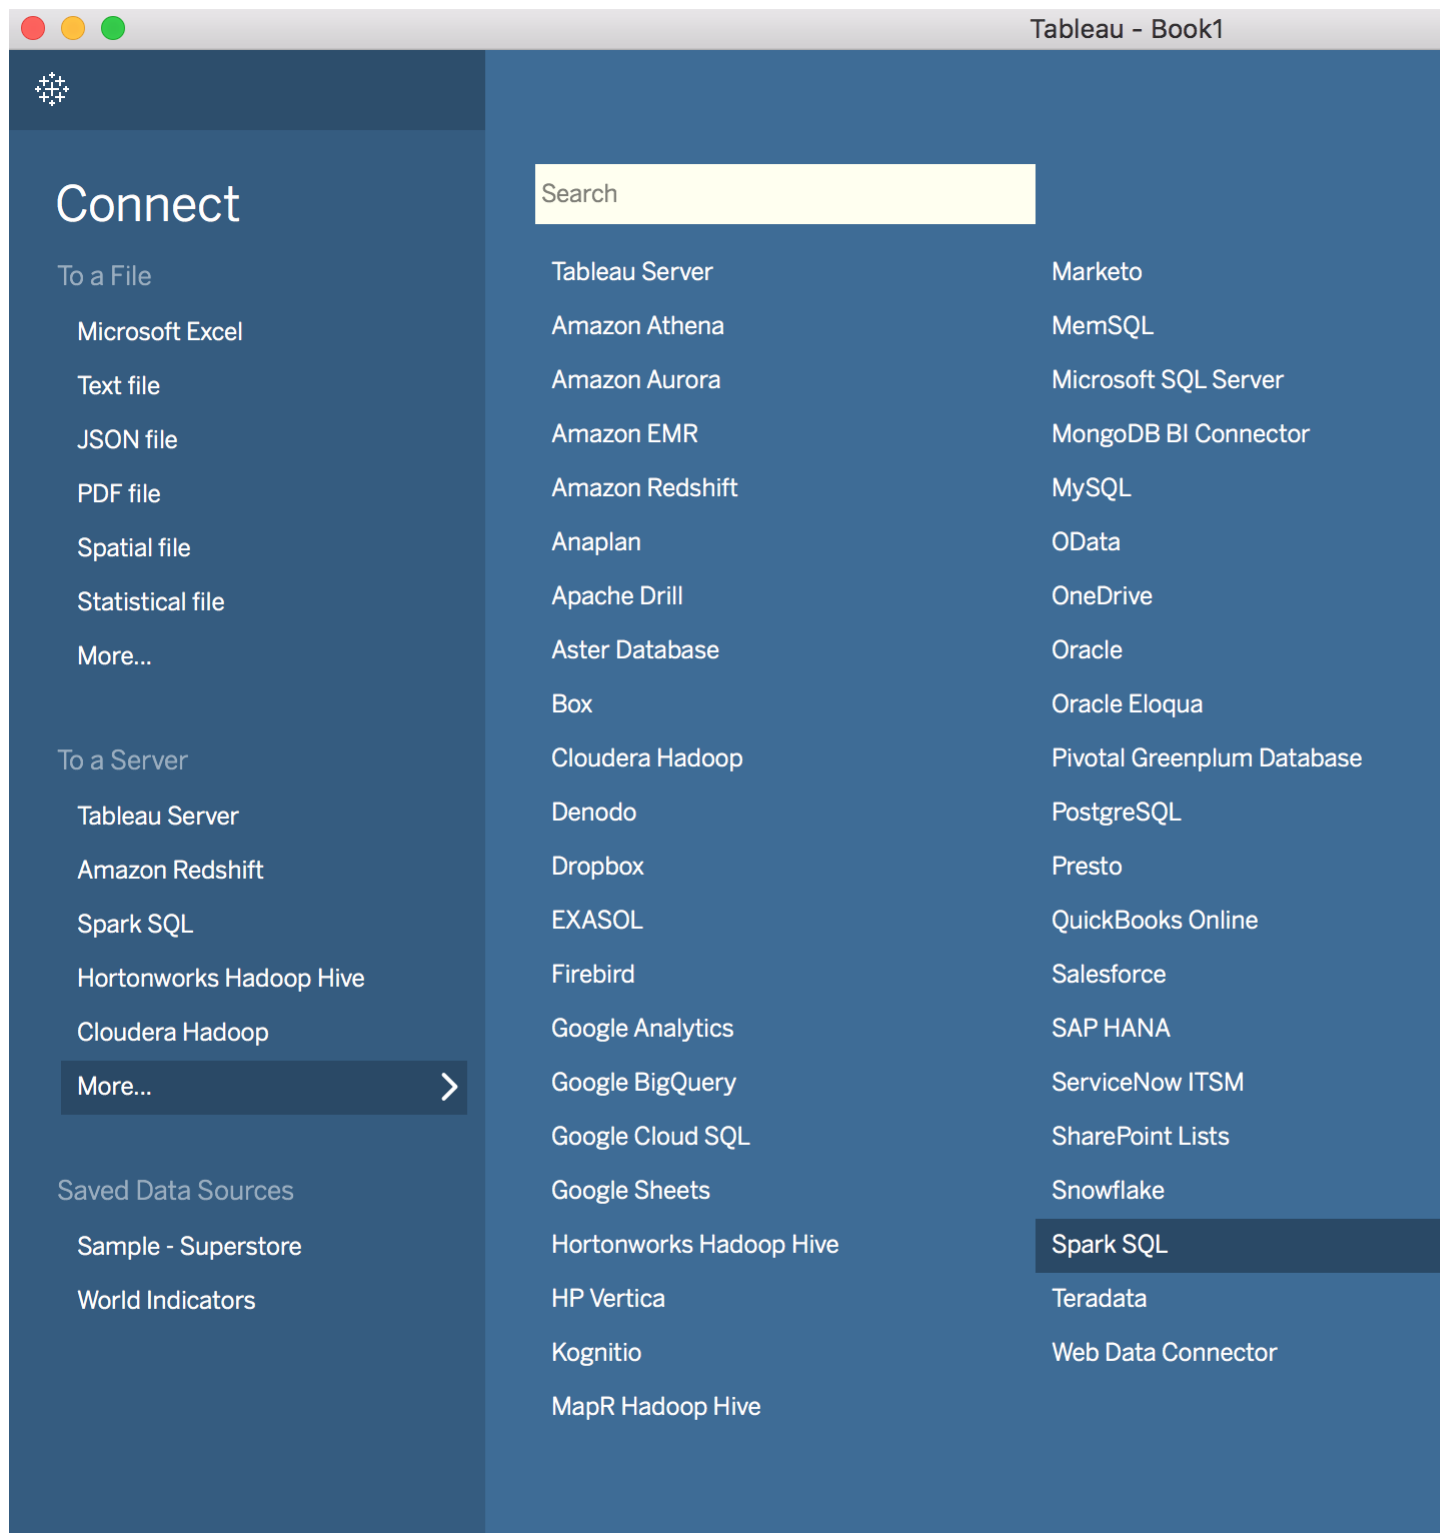 Tableau - Book1
Connect
To a File
Microsoft Excel
Text file
JSON file
PDF file
Spatial file
Statistical file
More...
To a Server
Tableau Server
Amazon Redshift
Spark SQL
Hortonworks Hadoop Hive
Cloudera Hadoop
More...
Saved Data Sources
Sample - Superstore
World Indicators
Search
Tableau Server
Amazon Athena
Amazon Aurora
Amazon EMR
Amazon Redshift
Anaplan
Apache Drill
Aster Database
Box
Cloudera Hadoop
Denodo
Dropbox
EXASOL
Firebird
Google Analytics
Google BigQuery
Google Cloud SQL
Google Sheets
Hortonworks Hadoop Hive
HP Vertica
Kognitio
MapR Hadoop Hive
Marketo
MemSQL
Microsoft SQL Server
MongoDB BI Connector
MySQL
OData
OneDrive
Oracle
Oracle Eloqua
Pivotal Greenplum Database
PostgreSQL
Presto
QuickBooks Online
Salesforce
SAP HANA
ServiceNow ITSM
SharePoint Lists
Snowflake
Spark SQL
Teradata
Web Data Connector